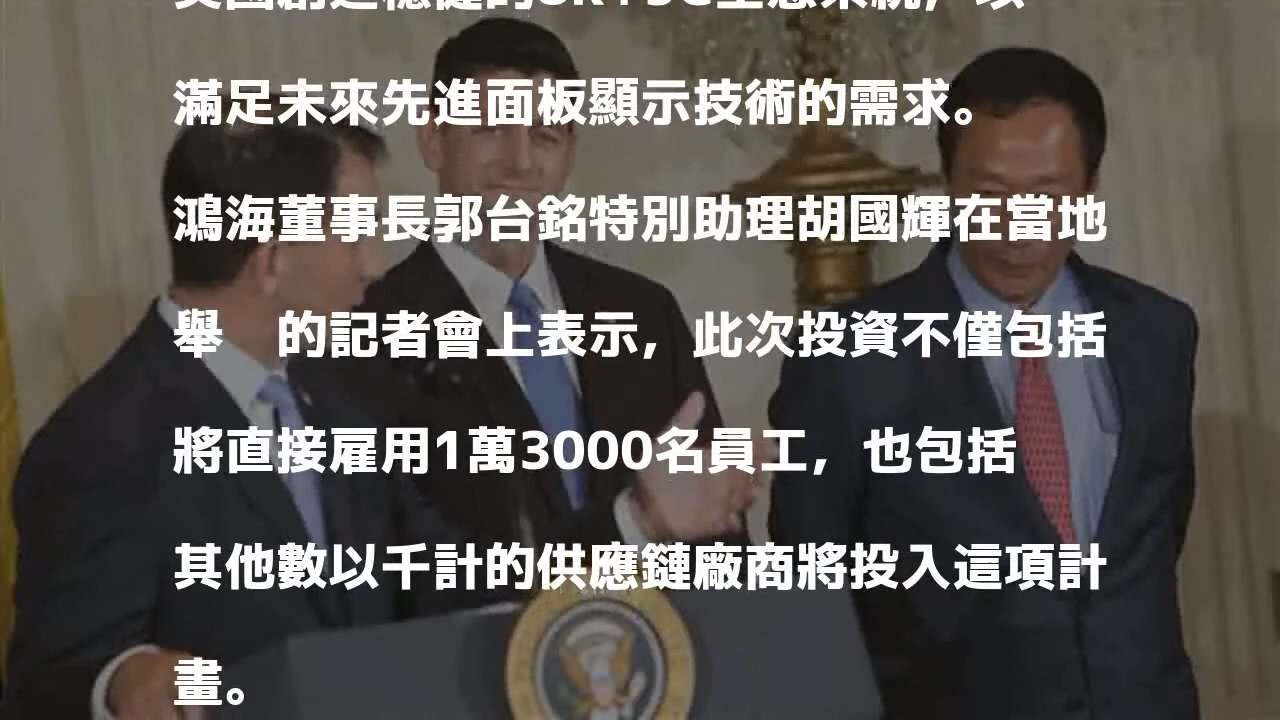 滿足未來先進面板顯示技術的需求。
鴻海董事長郭台銘特別助理胡國輝在當地
舉　的記者會上表示，此次投資不僅包括
將直接雇用1萬3000名員工，也包括
其他數以千計的供應鏈廠商將投入這項計
畫。